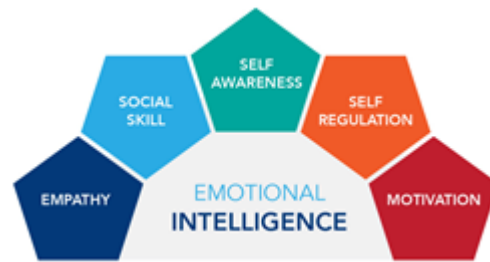 SELF
AWARENESS
SOCIAL
SKILL
SELF
REGULATION
EMPATHY
MOTIVATION
EMOTIONAL
INTELLIGENCE